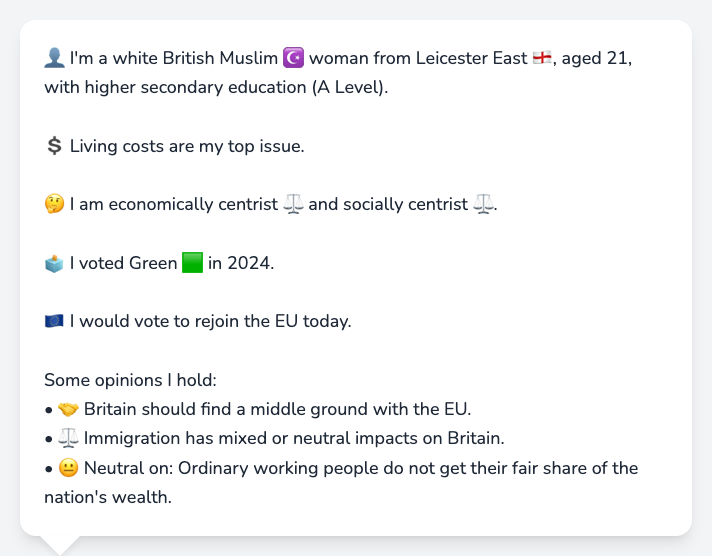 👤 I'm a white British Muslim ☪️ woman from Leicester East 🏴󠁧󠁢󠁥󠁮󠁧󠁿, aged 21,
with higher secondary education (A Level).
💲 Living costs are my top issue.
🤔 I am economically centrist ⚖️ and socially centrist ⚖️.
🗳️ I voted Green 🟩 in 2024.
🇪🇺 I would vote to rejoin the EU today.
Some opinions I hold:
• 🤝 Britain should find a middle ground with the EU.
• ⚖️ Immigration has mixed or neutral impacts on Britain.
• 😐 Neutral on: Ordinary working people do not get their fair share of the
nation's wealth.